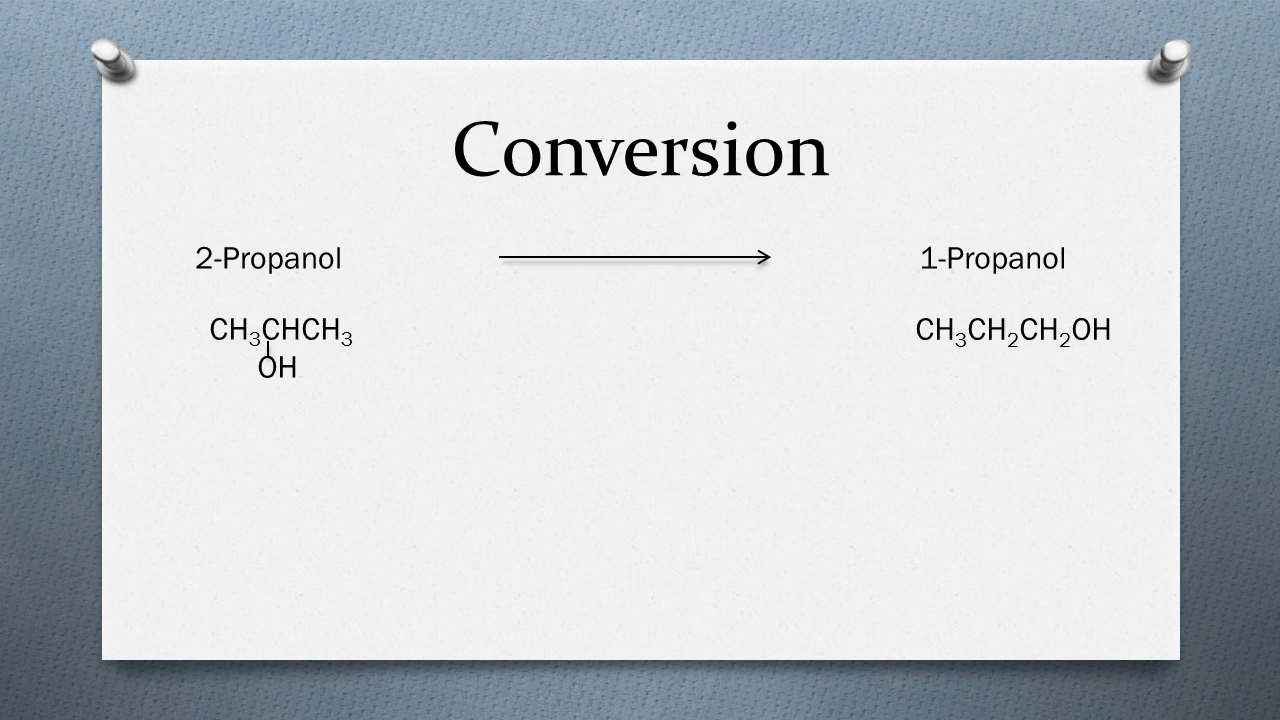 Conversion
2-Propanol
1-Propanol
CH₃CHCH₃
CH₃CH₂CH₂OH
OH